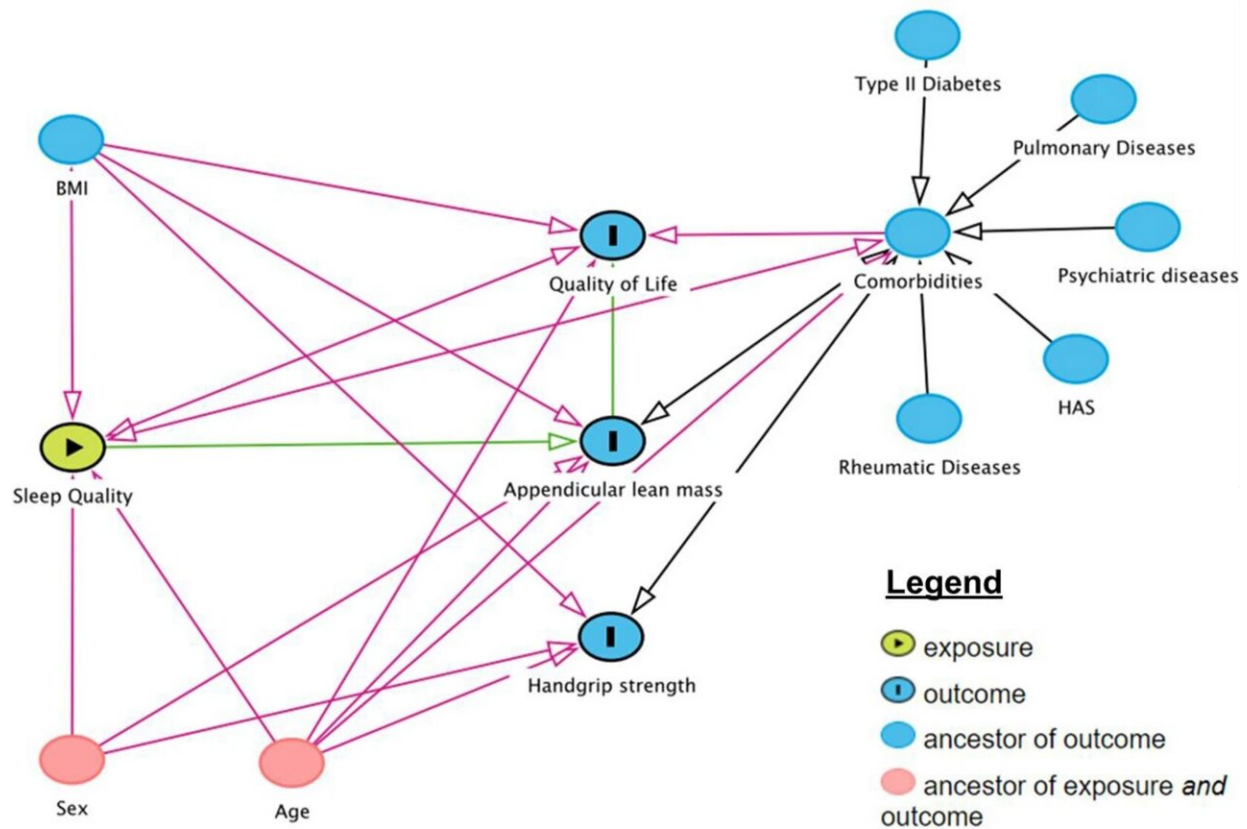 Type II Diabetes
Pulmonary Diseases
BMI
Quality of Life
Comorbidities
Psychiatric diseases
HAS
Rheumatic Diseases
Sleep Quality
Appendicular lean mass
Handgrip strength
Sex
Age
Legend
exposure
outcome
ancestor of outcome
ancestor of exposure and
outcome